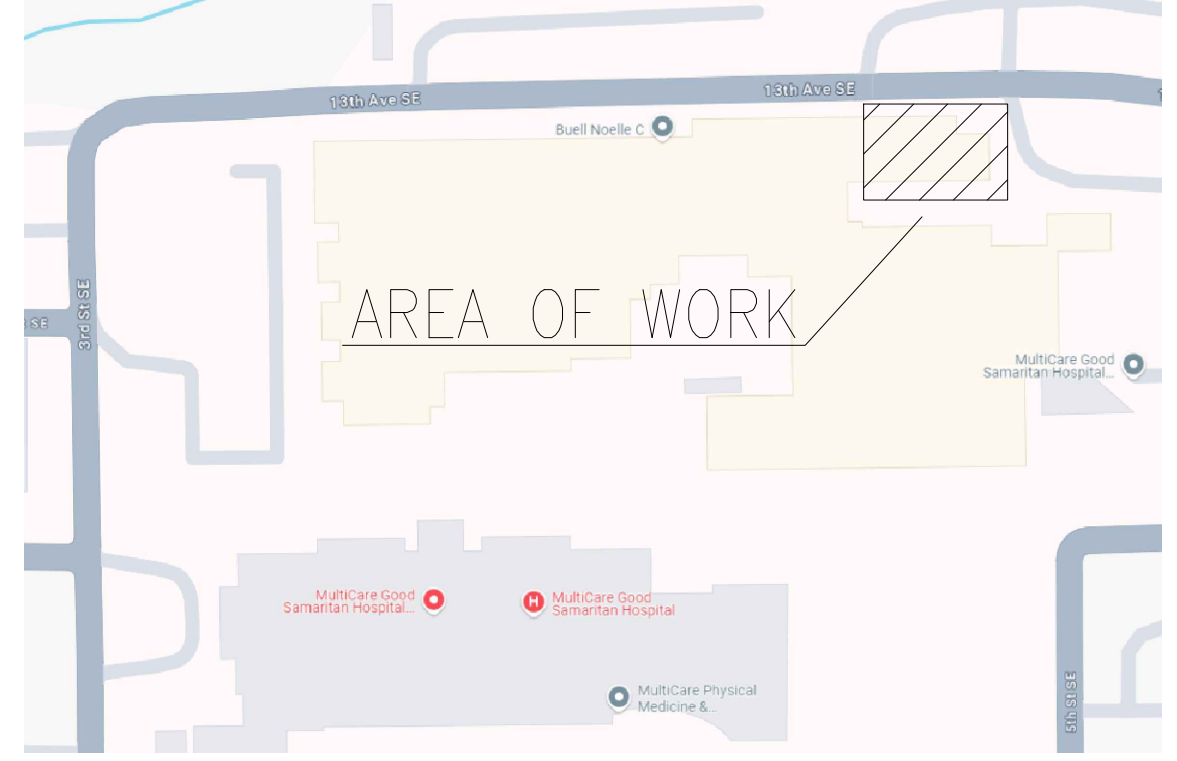 13th Ave SE
13th Ave SE
Buell Noelle C
3rd St SE
SE
AREA OF WORK
MultiCare Good
Samaritan Hospital...
MultiCare Good
Samaritan Hospital...
MultiCare Good
Samaritan Hospital
MultiCare Physical
Medicine &...
5th St SE